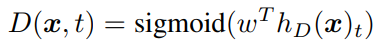 D(x, t) = sigmoid(w^T h_D(x)_t)